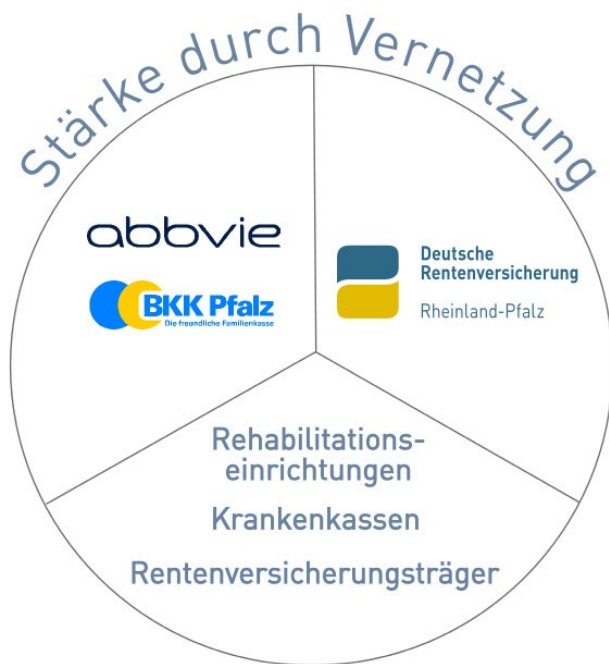 Stärke durch Vernetzung
abbvie
BKK Pfalz
Die freundliche Familienkasse
Deutsche
Rentenversicherung
Rheinland-Pfalz
Rehabilitations-
einrichtungen
Krankenkassen
Rentenversicherungsträger